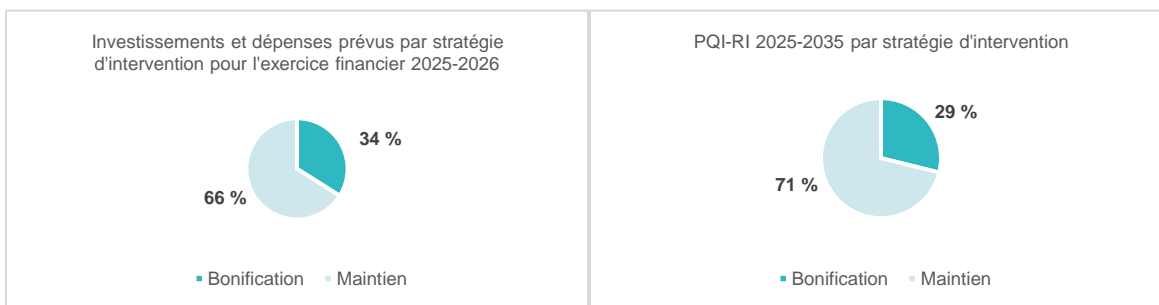 Investissements et dépenses prévus par stratégie
d'intervention pour l'exercice financier 2025-2026
34 %
66 %
Bonification Maintien
PQI-RI 2025-2035 par stratégie d'intervention
29 %
71 %
Bonification Maintien